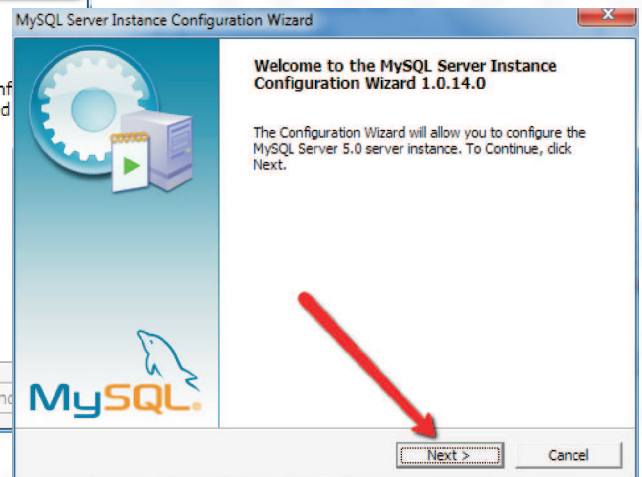 MySQL Server Instance Configuration Wizard
Welcome to the MySQL Server Instance
Configuration Wizard 1.0.14.0
The Configuration Wizard will allow you to configure the
MySQL Server 5.0 server instance. To Continue, click
Next.
MySQL.
Next >
Cancel